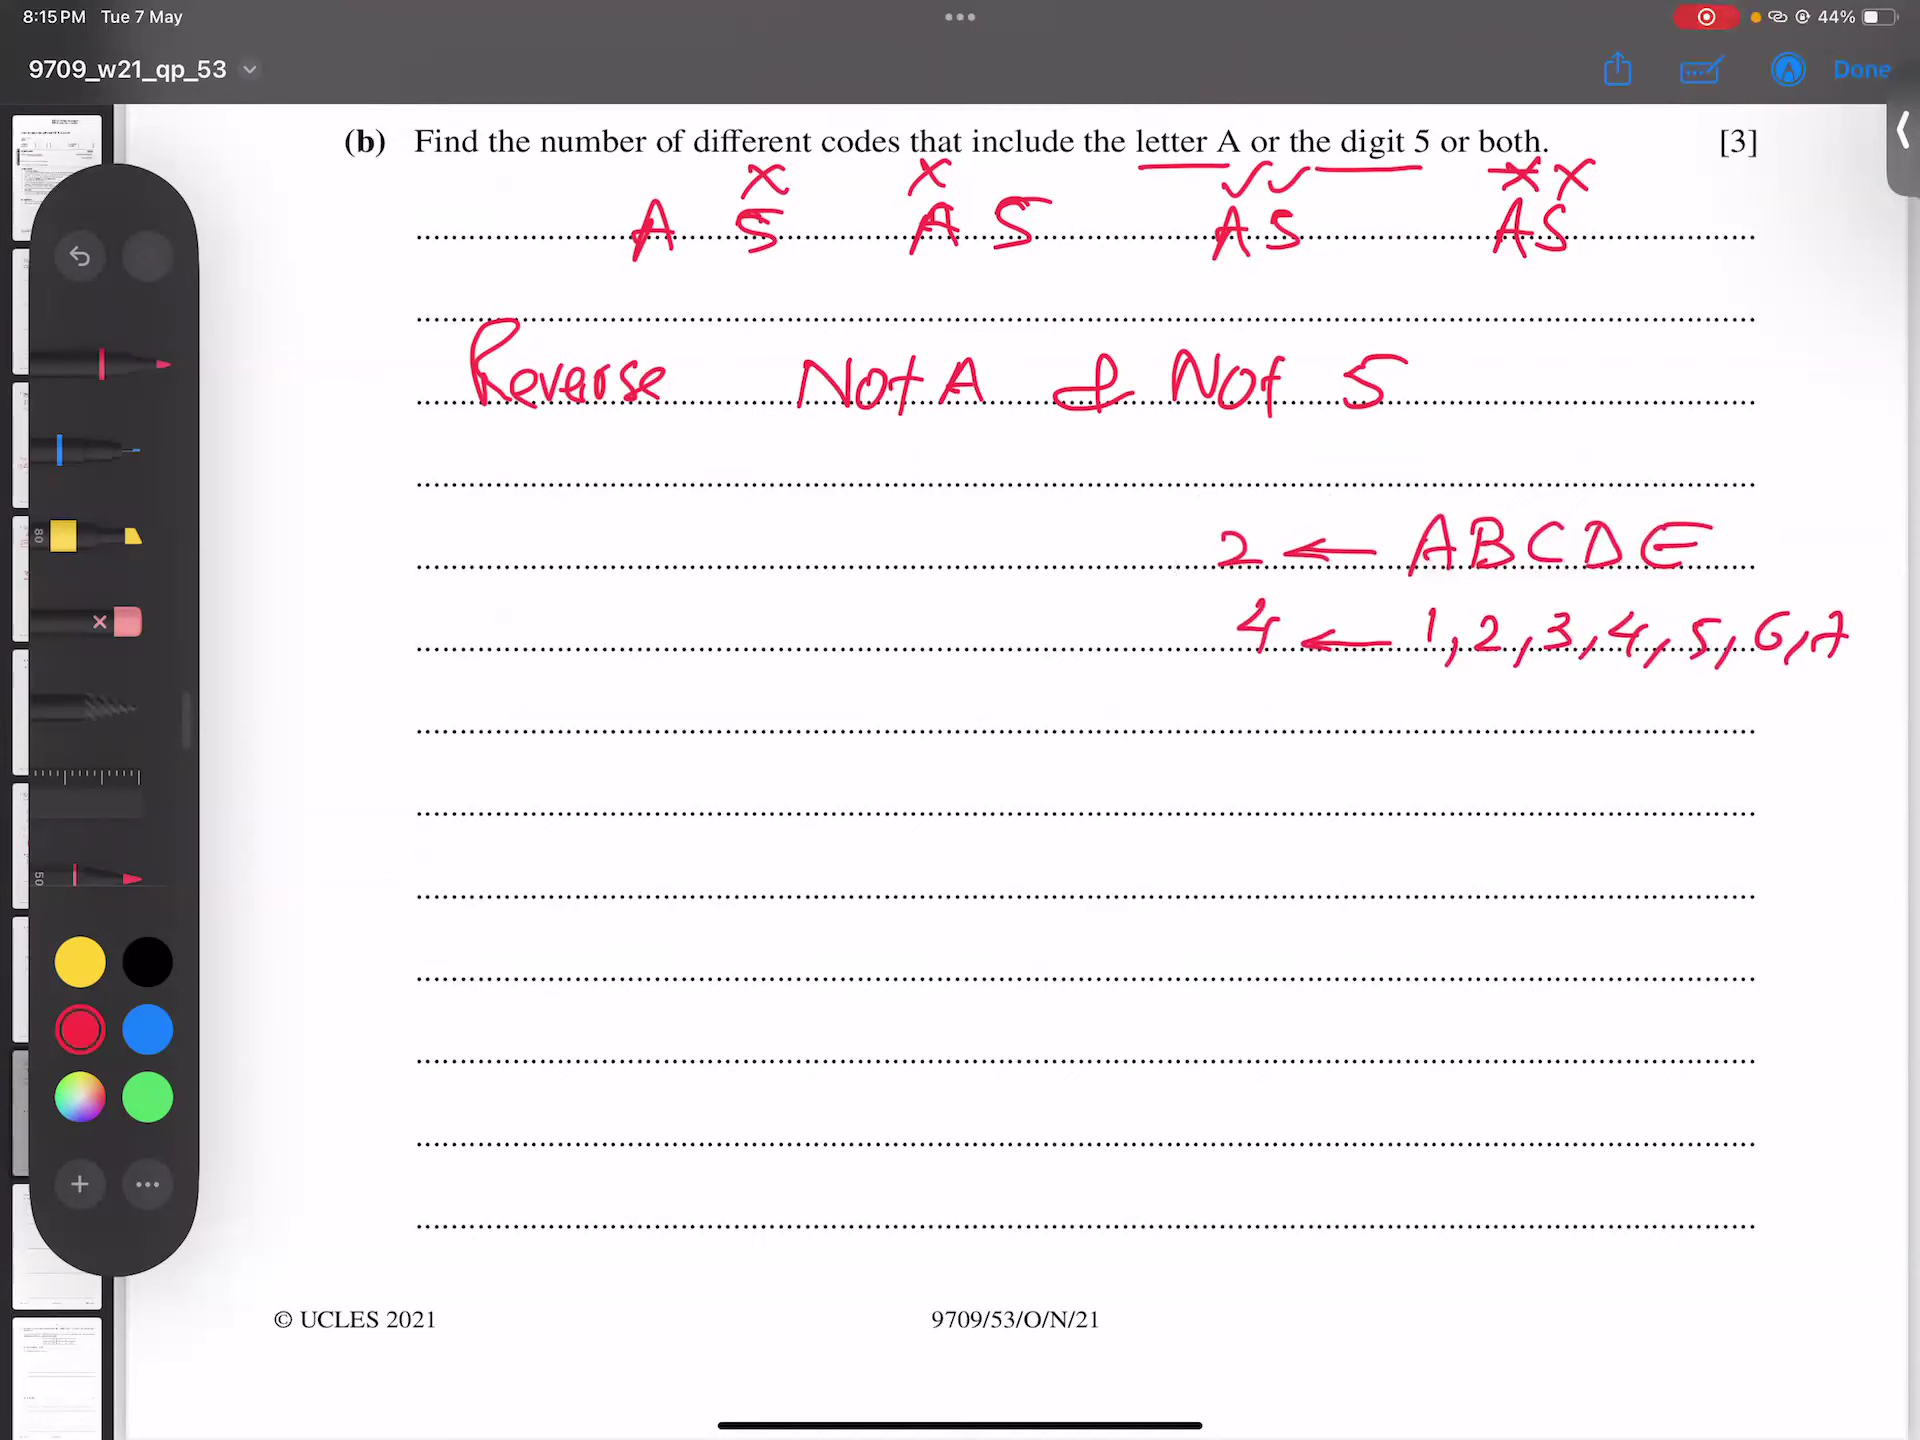 8:15 PM Tue 7 May
44%
9709_w21_qp_53
Done
(b) Find the number of different codes that include the letter A or the digit 5 or both. [3]
A 5 A 5 A 5 A 5
Reverse Not A & Not 5
2 ← A B C D E
4 ← 1, 2, 3, 4, 5, 6, 7
80
50
© UCLES 2021
9709/53/O/N/21